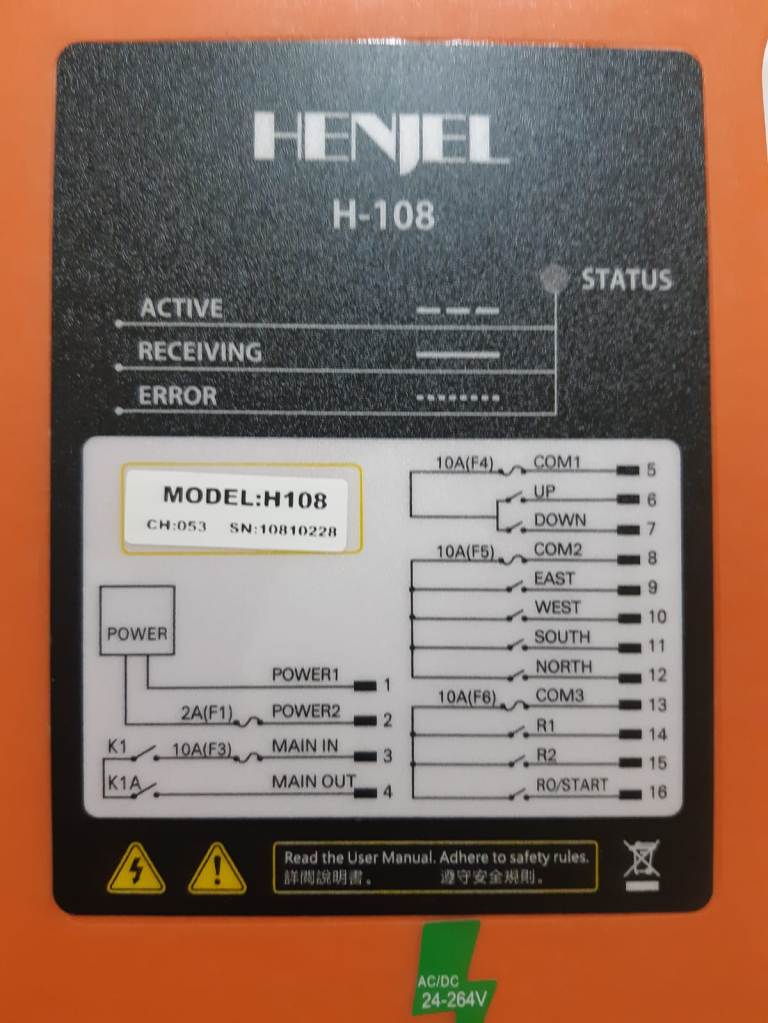 HENJEL
H-108
STATUS
ACTIVE
RECEIVING
ERROR
MODEL:H108
CH:053 SN:10810228
POWER
POWER1 1
2A(F1) POWER2 2
K1 10A(F3) MAIN IN 3
K1A MAIN OUT 4
10A(F4) COM1 5
UP 6
DOWN 7
10A(F5) COM2 8
EAST 9
WEST 10
SOUTH 11
NORTH 12
10A(F6) COM3 13
R1 14
R2 15
RO/START 16
Read the User Manual. Adhere to safety rules.
詳閱說明書。 遵守安全規則。
AC/DC
24-264V